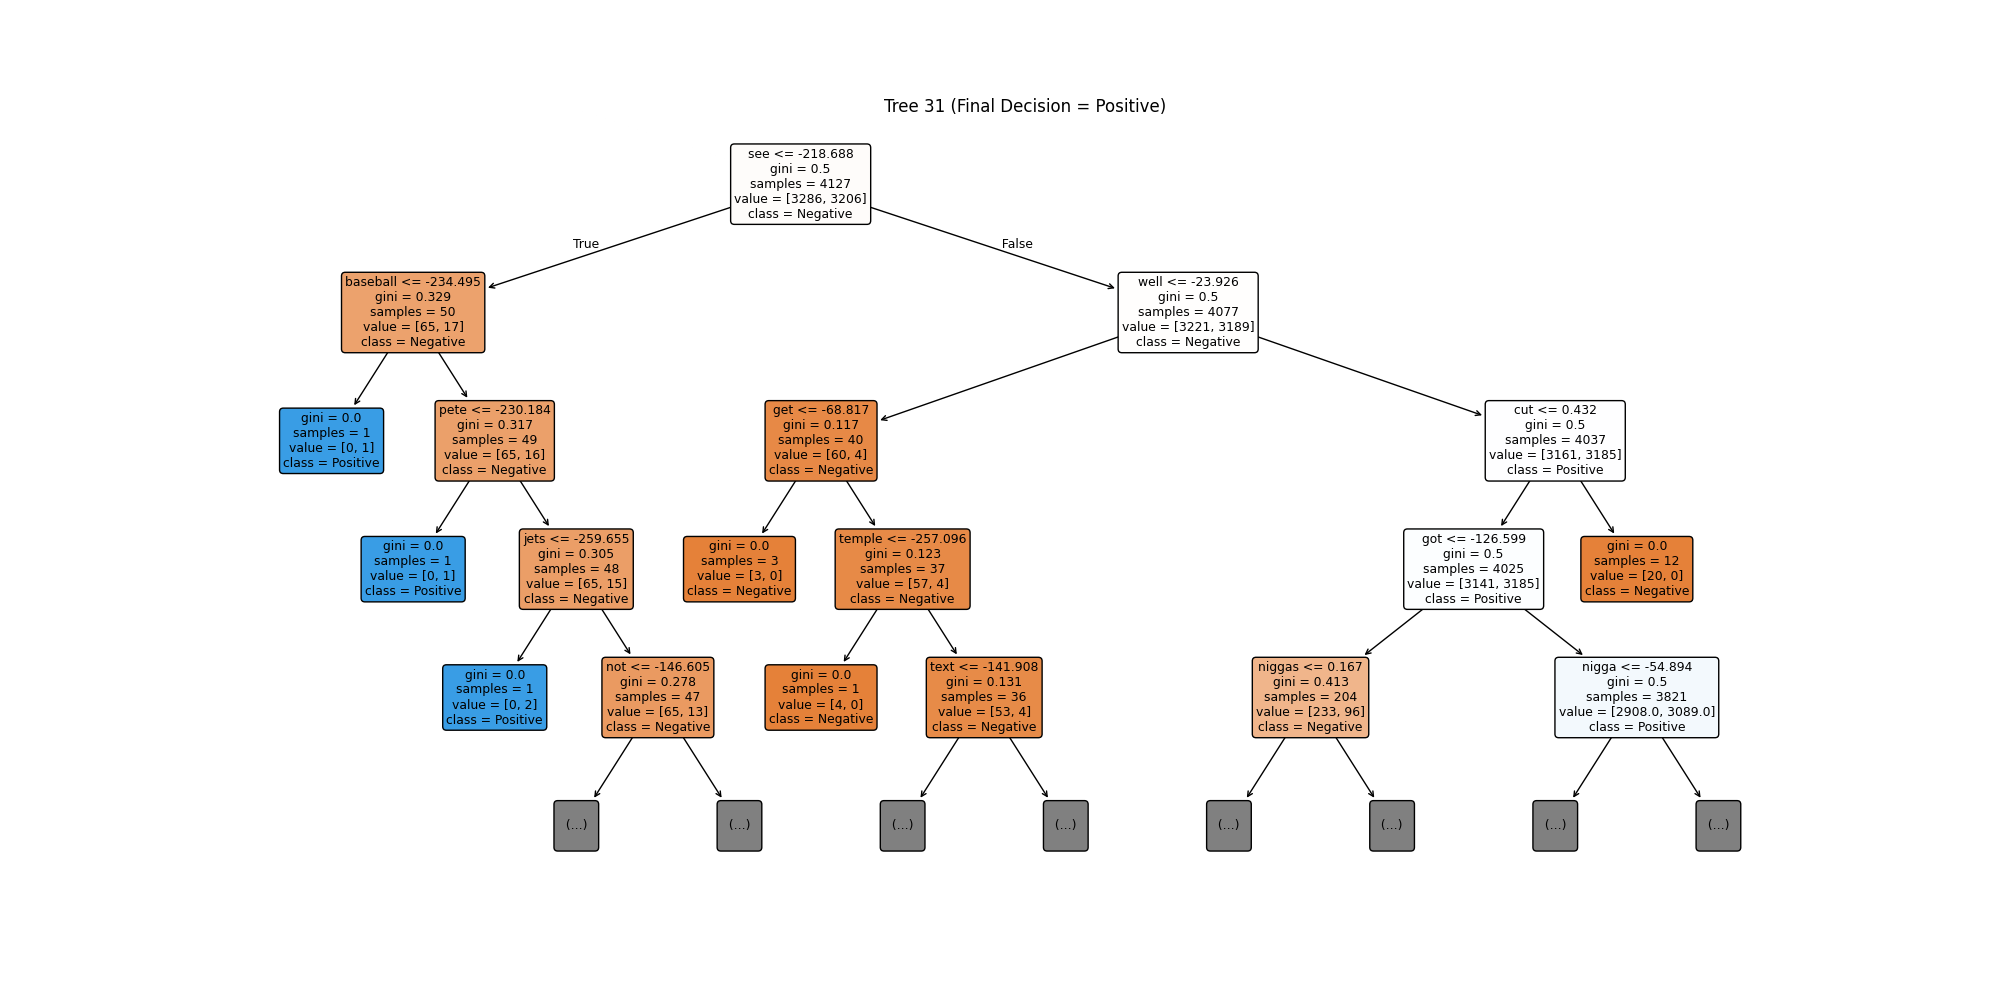 Tree 31 (Final Decision = Positive)
see <= -218.688
gini = 0.5
samples = 4127
value = [3286, 3206]
class = Negative
True
False
baseball <= -234.495
gini = 0.329
samples = 50
value = [65, 17]
class = Negative
well <= -23.926
gini = 0.5
samples = 4077
value = [3221, 3189]
class = Negative
gini = 0.0
samples = 1
value = [0, 1]
class = Positive
pete <= -230.184
gini = 0.317
samples = 49
value = [65, 16]
class = Negative
get <= -68.817
gini = 0.117
samples = 40
value = [60, 4]
class = Negative
cut <= 0.432
gini = 0.5
samples = 4037
value = [3161, 3185]
class = Positive
gini = 0.0
samples = 1
value = [0, 1]
class = Positive
jets <= -259.655
gini = 0.305
samples = 48
value = [65, 15]
class = Negative
gini = 0.0
samples = 3
value = [3, 0]
class = Negative
temple <= -257.096
gini = 0.123
samples = 37
value = [57, 4]
class = Negative
got <= -126.599
gini = 0.5
samples = 4025
value = [3141, 3185]
class = Positive
gini = 0.0
samples = 12
value = [20, 0]
class = Negative
gini = 0.0
samples = 1
value = [0, 2]
class = Positive
not <= -146.605
gini = 0.278
samples = 47
value = [65, 13]
class = Negative
gini = 0.0
samples = 1
value = [4, 0]
class = Negative
text <= -141.908
gini = 0.131
samples = 36
value = [53, 4]
class = Negative
niggas <= 0.167
gini = 0.413
samples = 204
value = [233, 96]
class = Negative
nigga <= -54.894
gini = 0.5
samples = 3821
value = [2908.0, 3089.0]
class = Positive
(...)
(...)
(...)
(...)
(...)
(...)
(...)
(...)